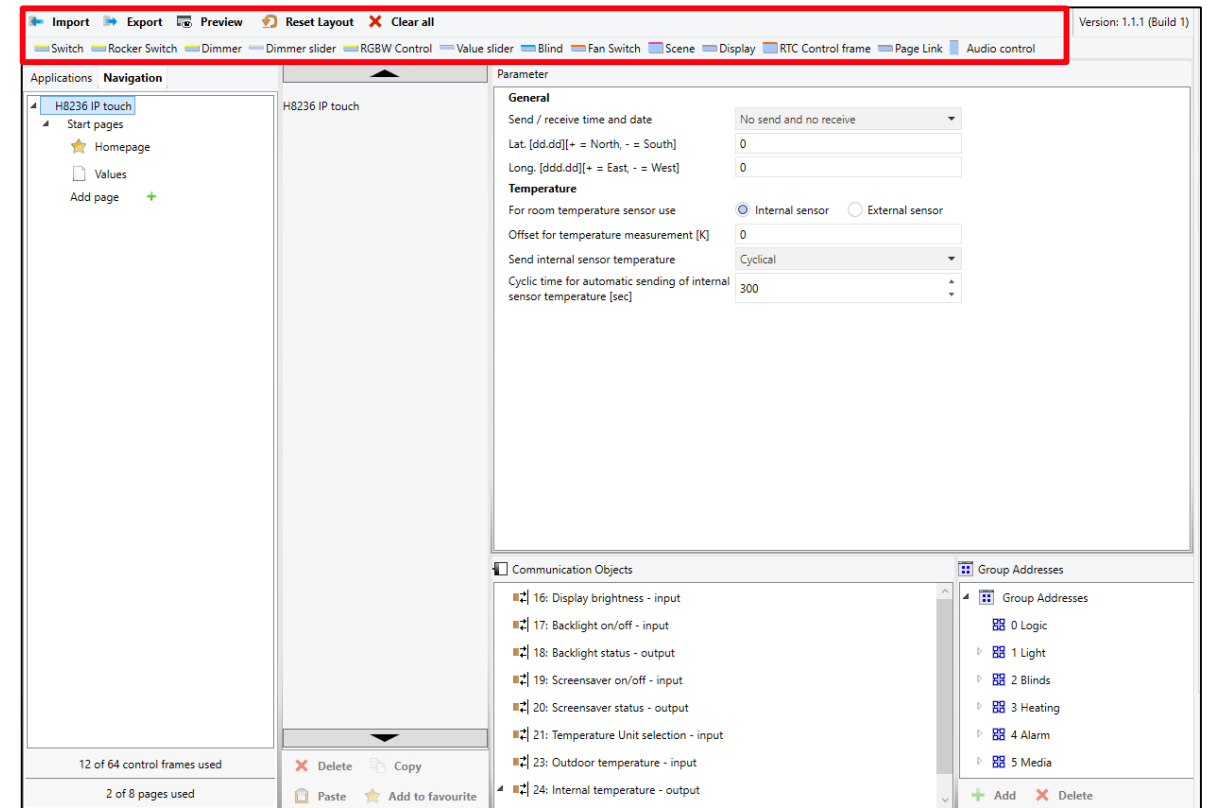 Import Export Preview Reset Layout Clear all
Version: 1.1.1 (Build 1)
Switch Rocker Switch Dimmer Dimmer slider RGBW Control Value slider Blind Fan Switch Scene Display RTC Control frame Page Link Audio control
Applications Navigation
H8236 IP touch
Start pages
Homepage
Values
Add page +
12 of 64 control frames used
2 of 8 pages used
H8236 IP touch
Delete Copy
Paste Add to favourite
Parameter
General
Send / receive time and date No send and no receive
Lat. [dd.dd][+ = North, - = South] 0
Long. [ddd.dd][+ = East, - = West] 0
Temperature
For room temperature sensor use Internal sensor External sensor
Offset for temperature measurement [K] 0
Send internal sensor temperature Cyclical
Cyclic time for automatic sending of internal
sensor temperature [sec] 300
Communication Objects
16: Display brightness - input
17: Backlight on/off - input
18: Backlight status - output
19: Screensaver on/off - input
20: Screensaver status - output
21: Temperature Unit selection - input
23: Outdoor temperature - input
24: Internal temperature - output
Group Addresses
Group Addresses
0 Logic
1 Light
2 Blinds
3 Heating
4 Alarm
5 Media
Add Delete